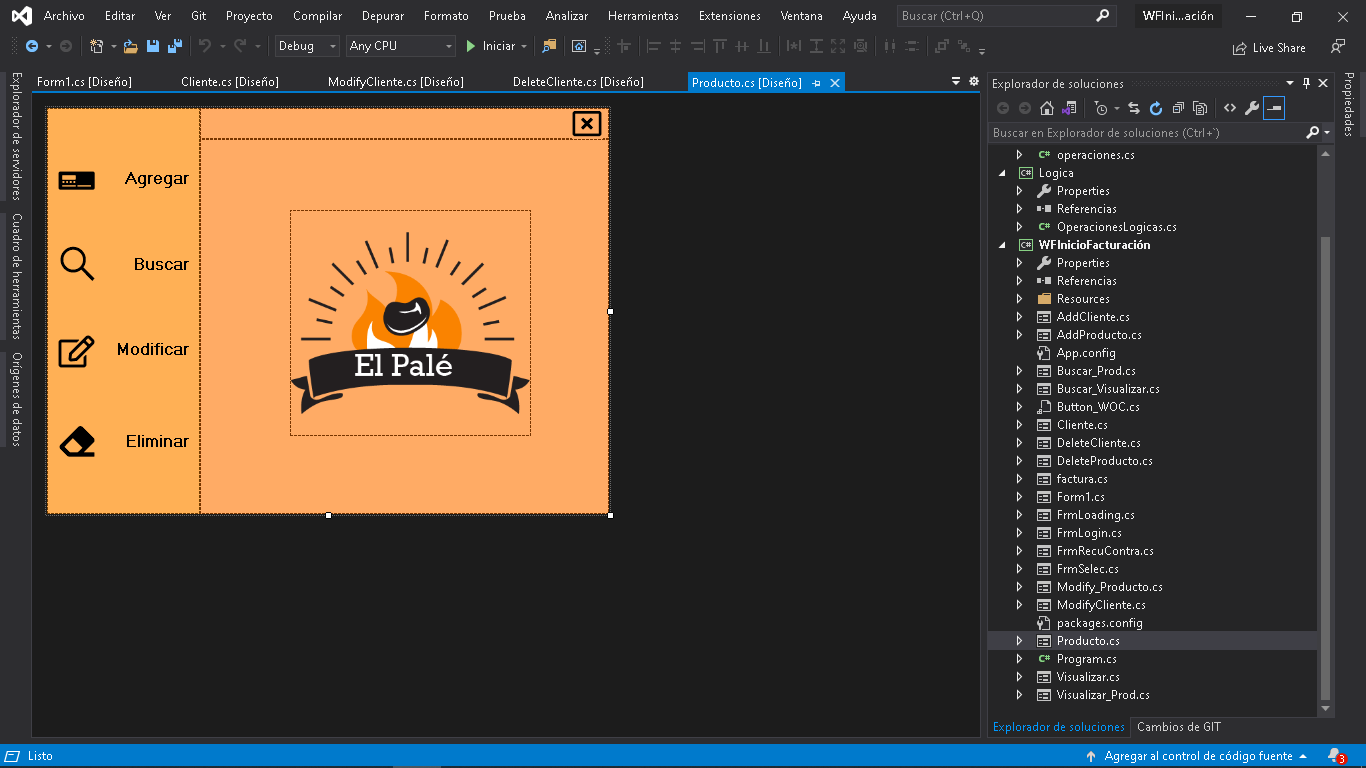 Archivo Editar Ver Git Proyecto Compilar Depurar Formato Prueba Analizar Herramientas Extensiones Ventana Ayuda Buscar (Ctrl+Q) WFIni...ación
Debug Any CPU Iniciar Live Share
Form1.cs [Diseño] Cliente.cs [Diseño] ModifyCliente.cs [Diseño] DeleteCliente.cs [Diseño] Producto.cs [Diseño]
Explorador de servidores
Cuadro de herramientas
Orígenes de datos
Agregar
Buscar
Modificar
Eliminar
El Palé
Explorador de soluciones
Buscar en Explorador de soluciones (Ctrl+`)
C# operaciones.cs
C# Logica
Properties
Referencias
C# OperacionesLogicas.cs
C# WFInicioFacturación
Properties
Referencias
Resources
AddCliente.cs
AddProducto.cs
App.config
Buscar_Prod.cs
Buscar_Visualizar.cs
Button_WOC.cs
Cliente.cs
DeleteCliente.cs
DeleteProducto.cs
factura.cs
Form1.cs
FrmLoading.cs
FrmLogin.cs
FrmRecuContra.cs
FrmSelec.cs
Modify_Producto.cs
ModifyCliente.cs
packages.config
Producto.cs
C# Program.cs
Visualizar.cs
Visualizar_Prod.cs
Explorador de soluciones Cambios de GIT
Propiedades
Listo Agregar al control de código fuente 3